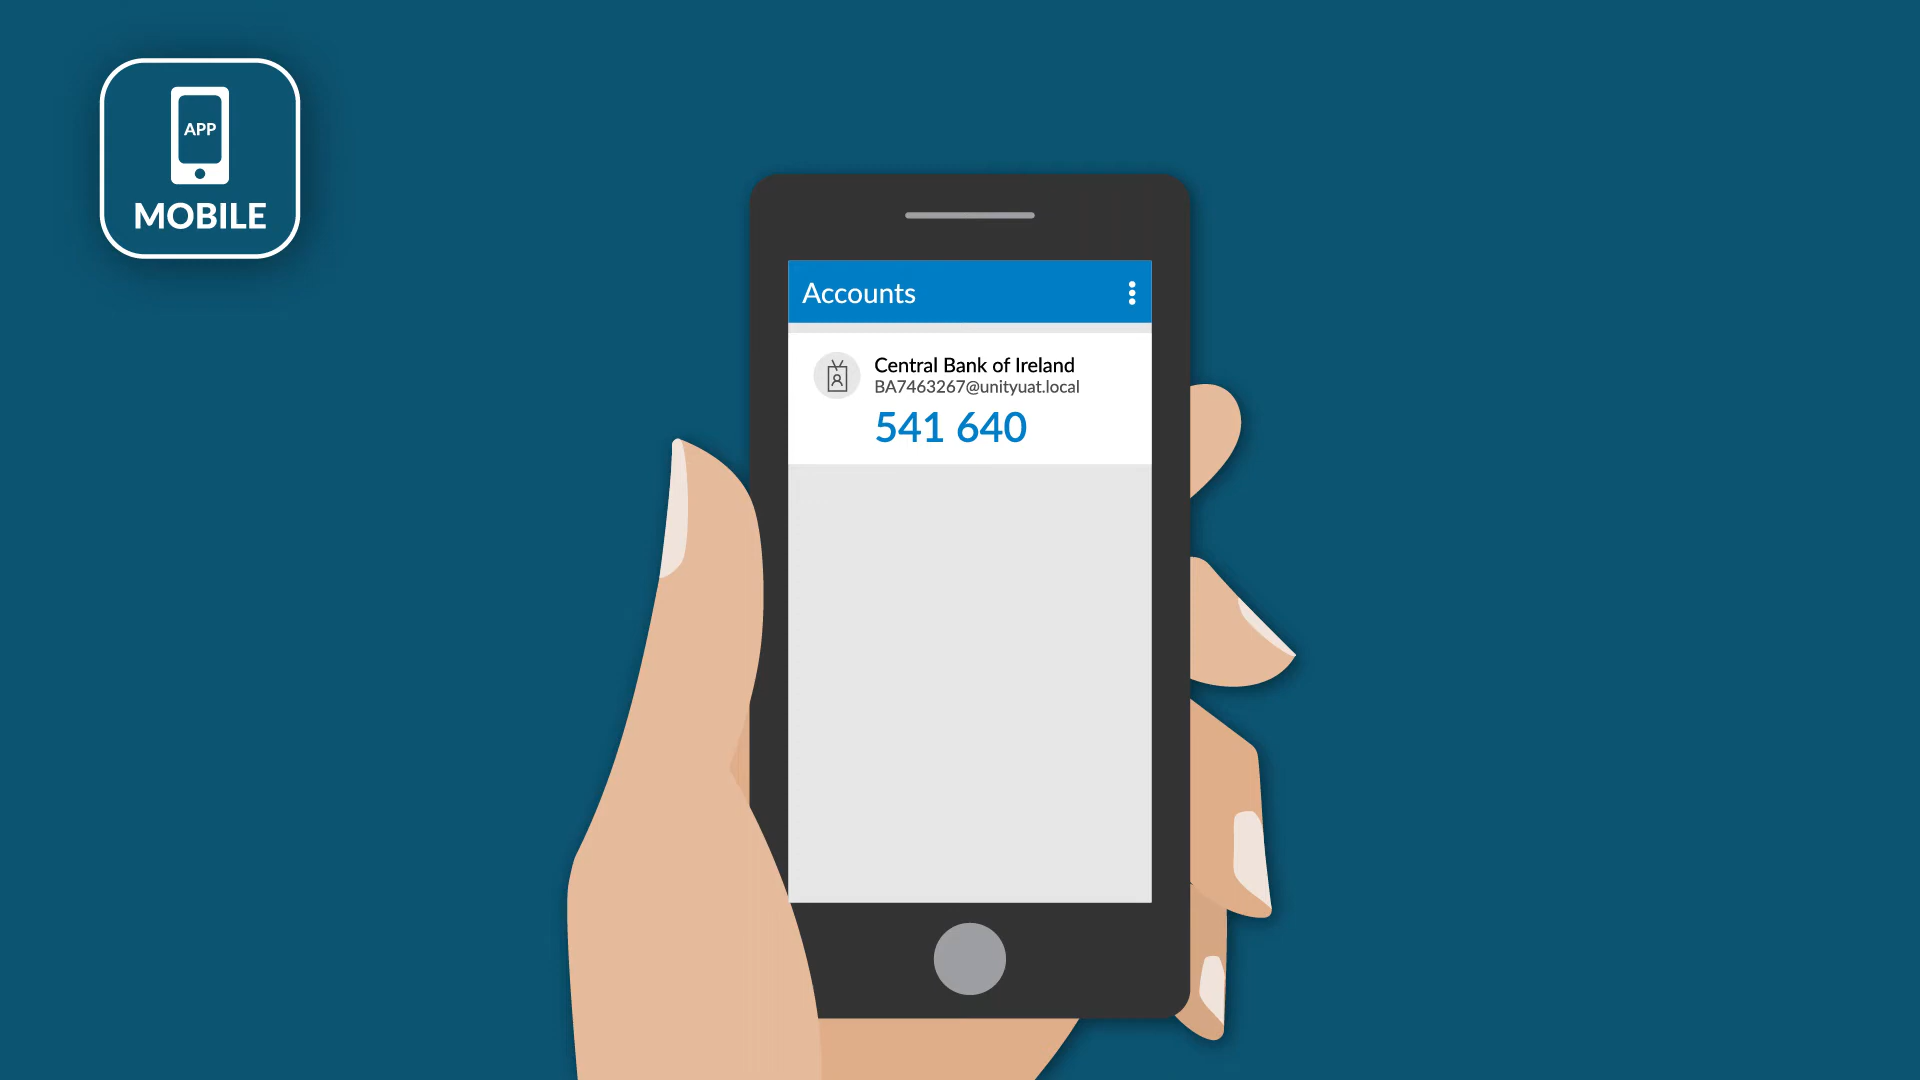 APP
MOBILE
Accounts
Central Bank of Ireland
BA7463267@unityuat.local
541 640